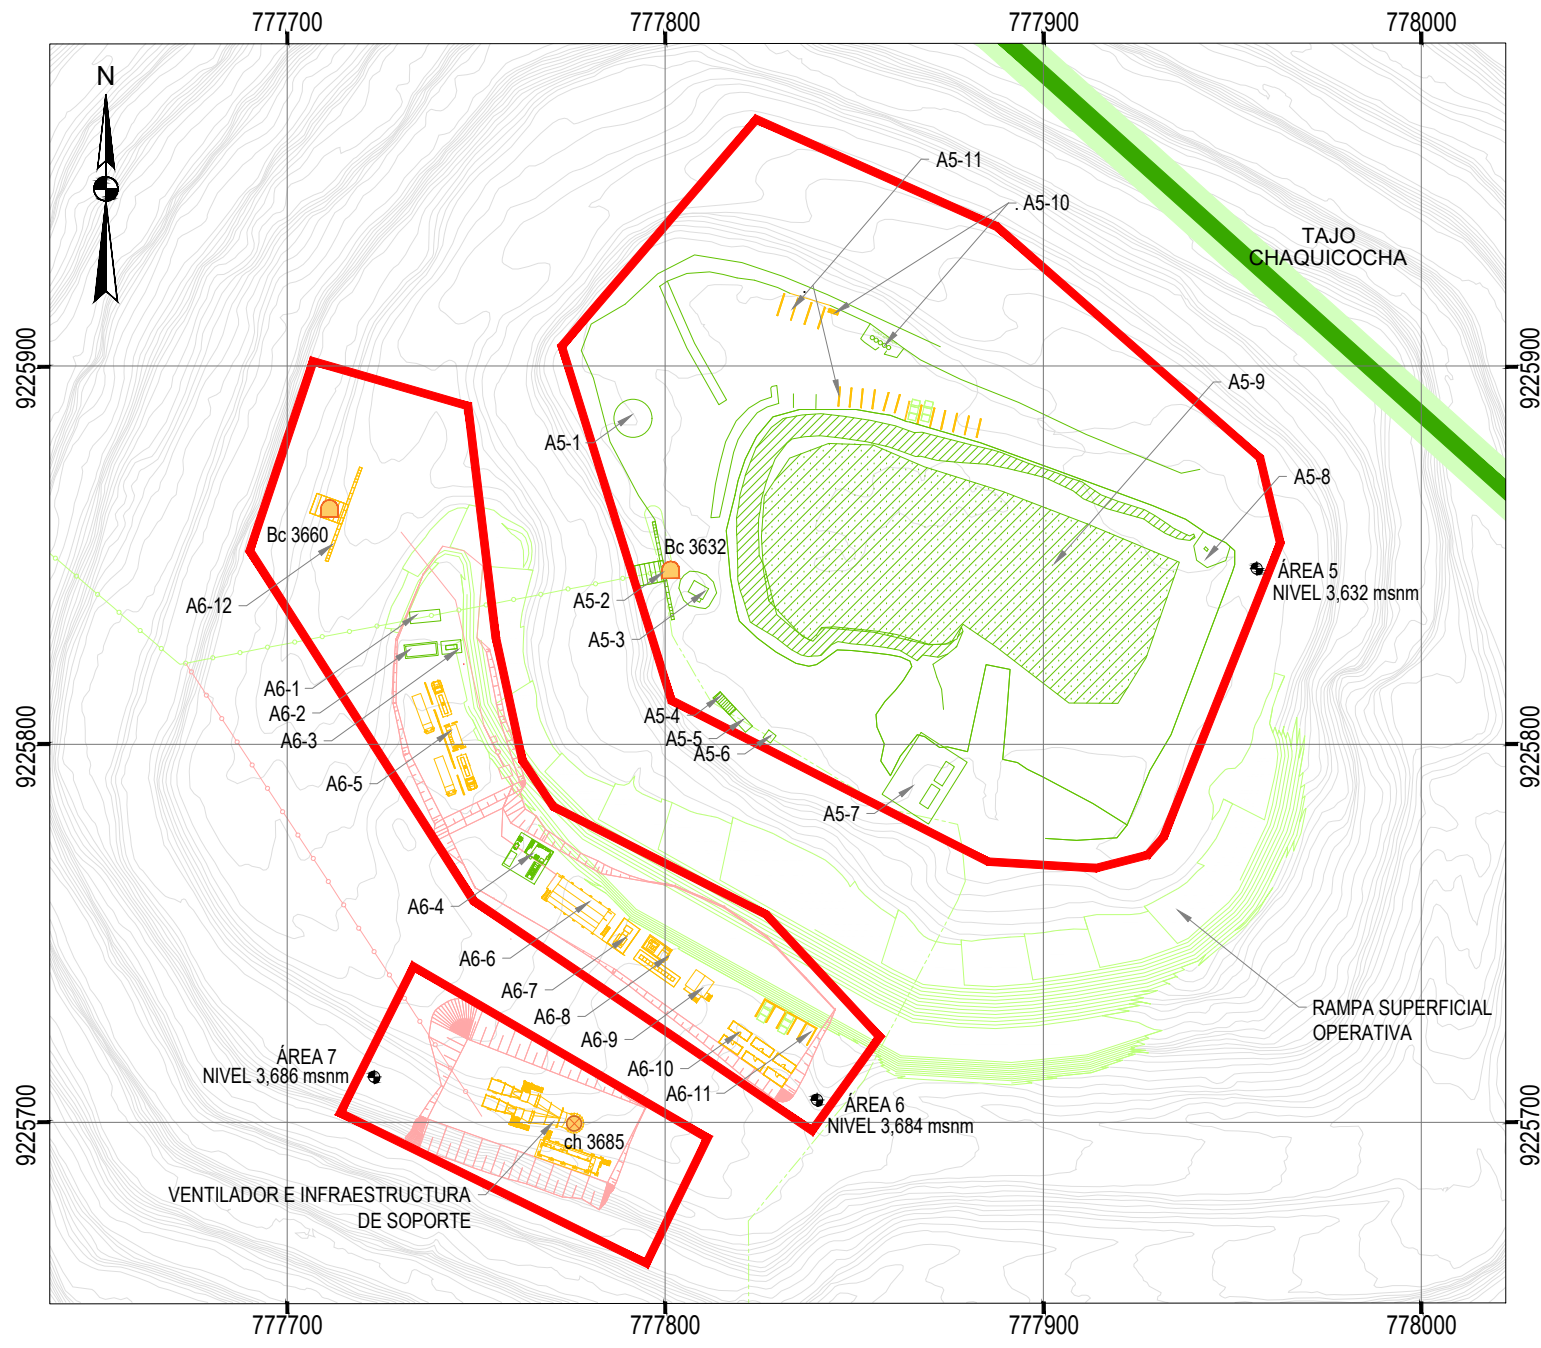 777700
777800
777900
778000
N
A5-11
. A5-10
TAJO
CHAQUICOCHA
9225900
9225900
A5-9
A5-1
A5-8
Bc 3660
Bc 3632
ÁREA 5
NIVEL 3,632 msnm
A5-2
A6-12
A5-3
A6-1
A6-2
A6-3
A5-4
A5-5
A5-6
9225800
9225800
A6-5
A5-7
A6-4
A6-6
A6-7
A6-8
A6-9
A6-10
A6-11
RAMPA SUPERFICIAL
OPERATIVA
ÁREA 7
NIVEL 3,686 msnm
ÁREA 6
NIVEL 3,684 msnm
9225700
9225700
ch 3685
VENTILADOR E INFRAESTRUCTURA
DE SOPORTE
777700
777800
777900
778000